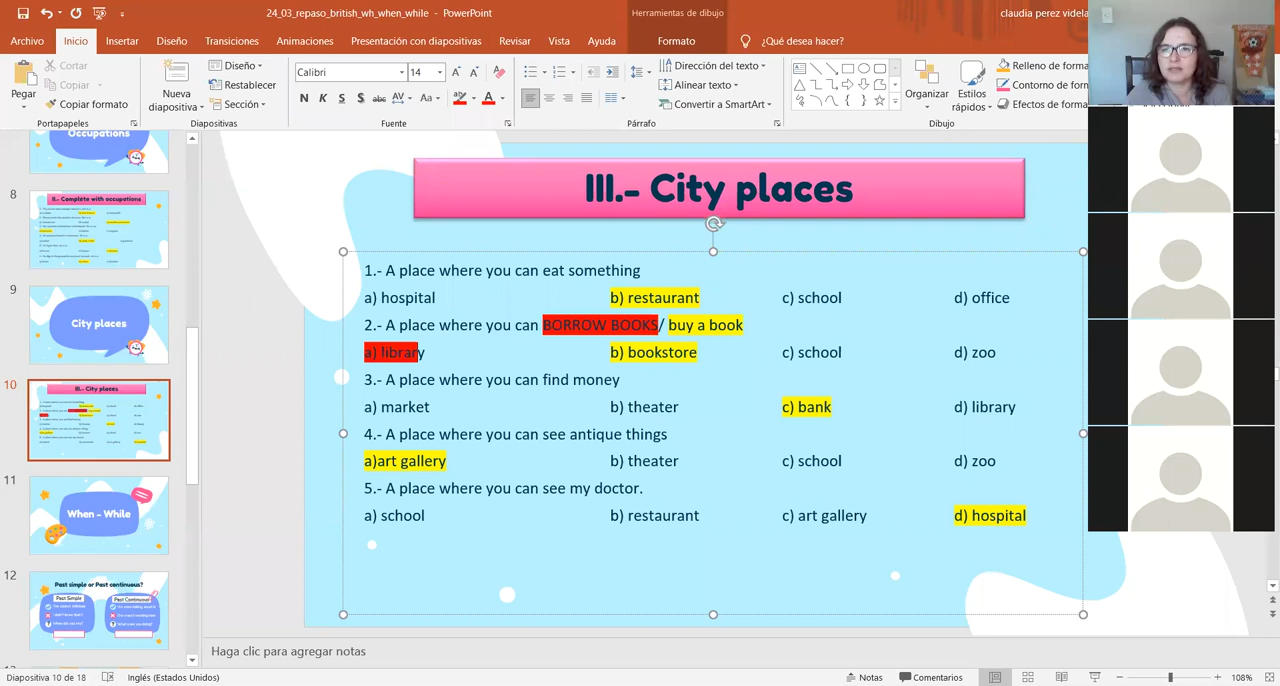 24_03_repaso_british_wh_when_while - PowerPoint
Herramientas de dibujo
claudia perez videla
Archivo Inicio Insertar Diseño Transiciones Animaciones Presentación con diapositivas Revisar Vista Ayuda Formato ¿Qué desea hacer?
Pegar
Cortar
Copiar
Copiar formato
Portapapeles
Nueva diapositiva
Diseño
Restablecer
Sección
Diapositivas
Calibri 14
N K S S abc AV Aa A
Fuente
Dirección del texto
Alinear texto
Convertir a SmartArt
Párrafo
Organizar
Estilos rápidos
Relleno de forma
Contorno de for
Efectos de forma
Dibujo
Occupations
8
II.- Complete with occupations
9
City places
10
III.- City places
11
When - While
12
Past simple or Past continuous?
Past Simple
Past Continuous
III.- City places
1.- A place where you can eat something
a) hospital b) restaurant c) school d) office
2.- A place where you can BORROW BOOKS/ buy a book
a) library b) bookstore c) school d) zoo
3.- A place where you can find money
a) market b) theater c) bank d) library
4.- A place where you can see antique things
a)art gallery b) theater c) school d) zoo
5.- A place where you can see my doctor.
a) school b) restaurant c) art gallery d) hospital
Haga clic para agregar notas
Diapositiva 10 de 18 Inglés (Estados Unidos) Notas Comentarios 108%